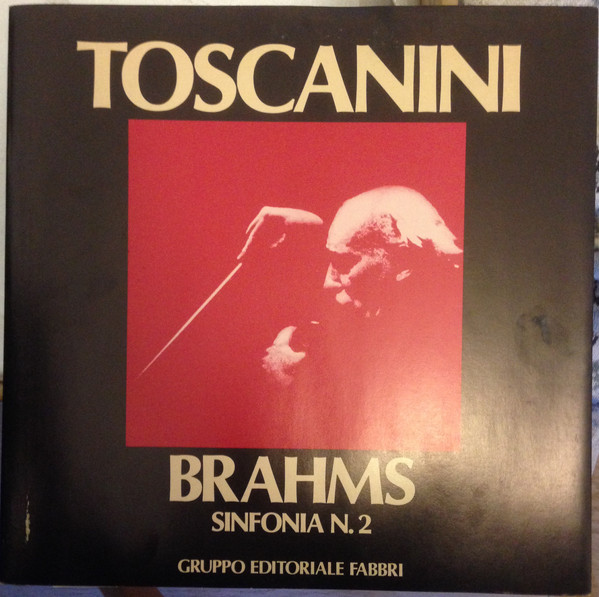 TOSCANINI
BRAHMS
SINFONIA N. 2
GRUPPO EDITORIALE FABBRI